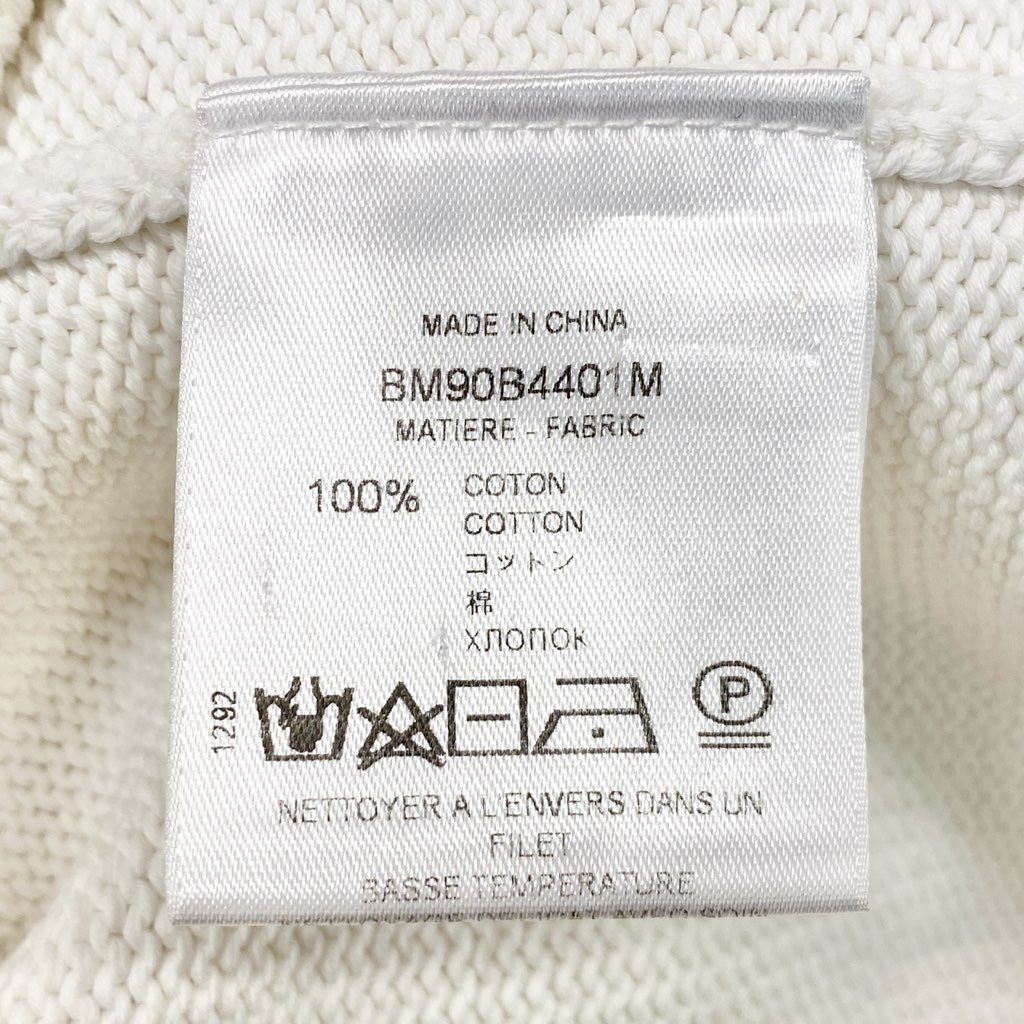 MADE IN CHINA
BM90B4401M
MATIERE - FABRIC
100% COTON
COTTON
コットン
棉
ХЛОПОК
1292
P
NETTOYER A L'ENVERS DANS UN
FILET
BASSE TEMPERATURE